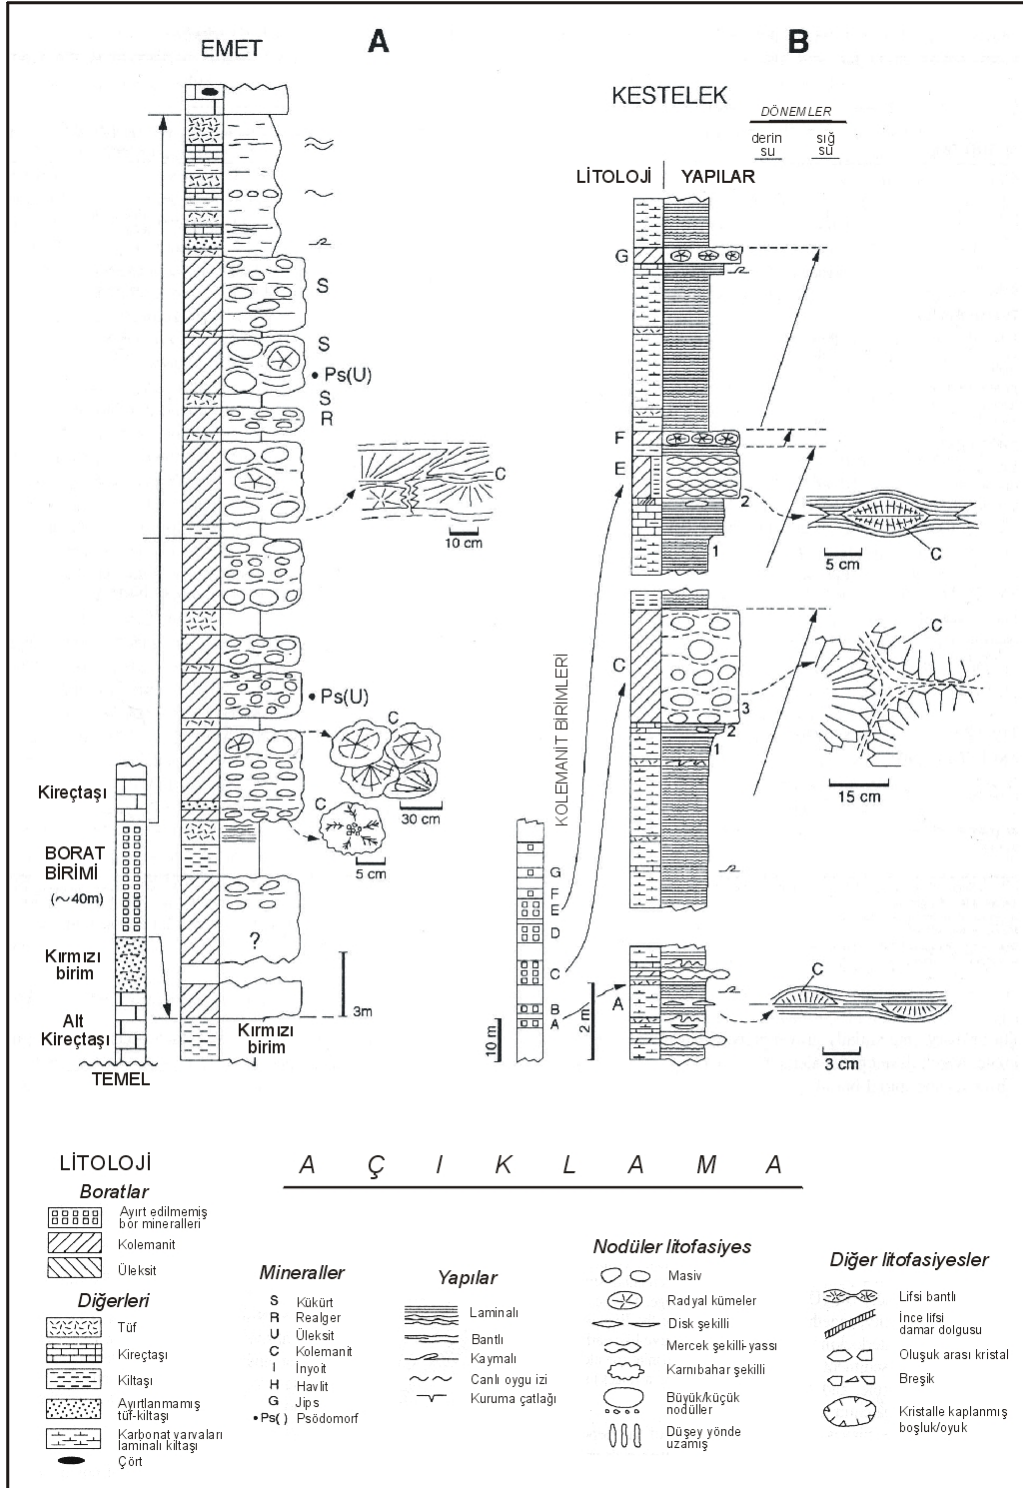 A
EMET
S
S
• Ps(U)
S
R
C
10 cm
• Ps(U)
C
30 cm
C
5 cm
?
3m
Kırmızı
birim
Kireçtaşı
BORAT
BİRİMİ
(~40m)
Kırmızı
birim
Alt
Kireçtaşı
TEMEL
B
KESTELEK
DÖNEMLER
derin
su
sığ
su
LİTOLOJİ
YAPILAR
G
F
E
2
1
C
5 cm
C
3
2
1
C
15 cm
KOLEMANİT BİRİMLERİ
G
F
E
D
C
B
A
10 m
2 m
A
C
3 cm
AÇIKLAMA
LİTOLOJİ
Boratlar
Ayırt edilmemiş
bor mineralleri
Kolemanit
Üleksit
Diğerleri
Tüf
Kireçtaşı
Kiltaşı
Ayırtlanmamış
tüf-kiltaşı
Karbonat varvaları
laminalı kiltaşı
Çört
Mineraller
S Kükürt
R Realger
U Üleksit
C Kolemanit
I İnyoit
H Havlit
G Jips
• Ps( ) Psödomorf
Yapılar
Laminalı
Bantlı
Kaymalı
Canlı oygu izi
Kuruma çatlağı
Nodüler litofasiyes
Masiv
Radyal kümeler
Disk şekilli
Mercek şekilli-yassı
Karnıbahar şekilli
Büyük/küçük
nodüller
Düşey yönde
uzamış
Diğer litofasiyesler
Lifsi bantlı
İnce lifsi
damar dolgusu
Oluşuk arası kristal
Breşik
Kristalle kaplanmış
boşluk/oyuk